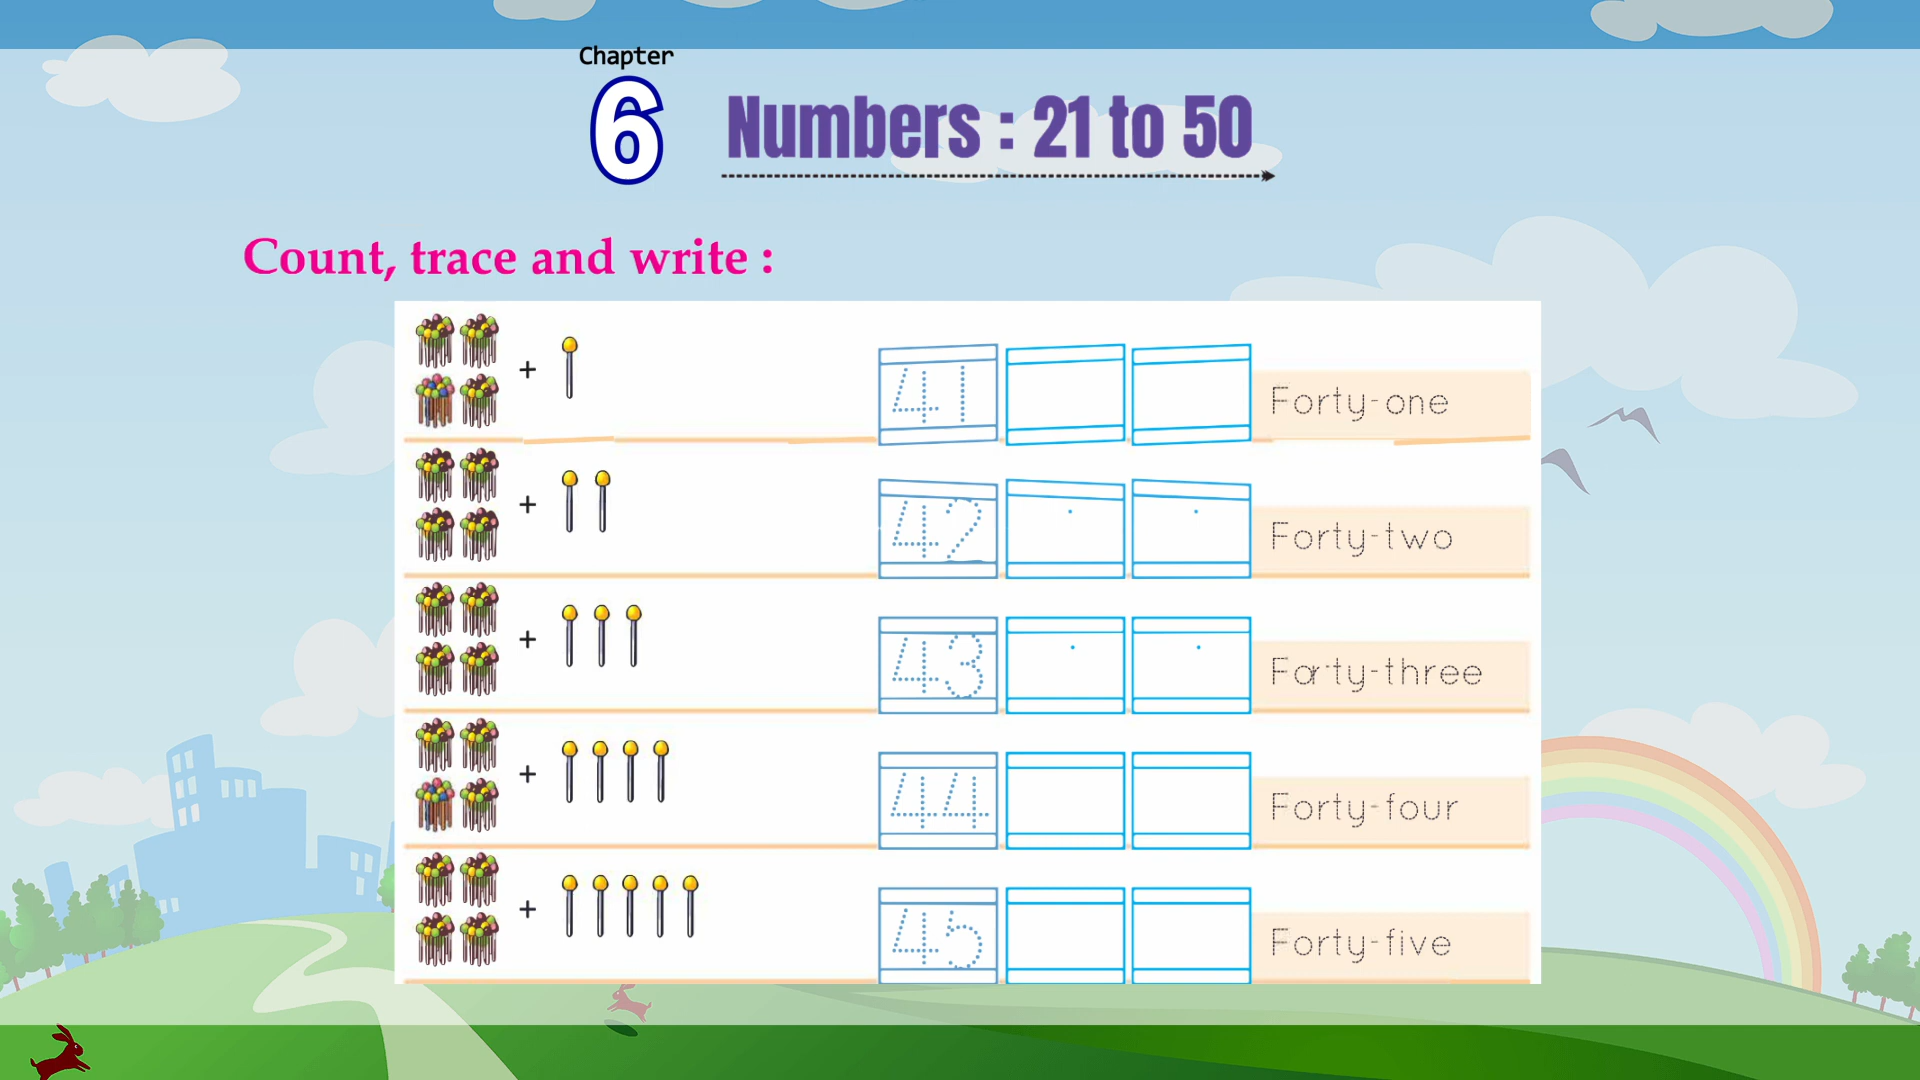 Chapter
6 Numbers : 21 to 50
Count, trace and write :
+ 41 Forty-one
+ 42 Forty-two
+ 43 Forty-three
+ 44 Forty-four
+ 45 Forty-five